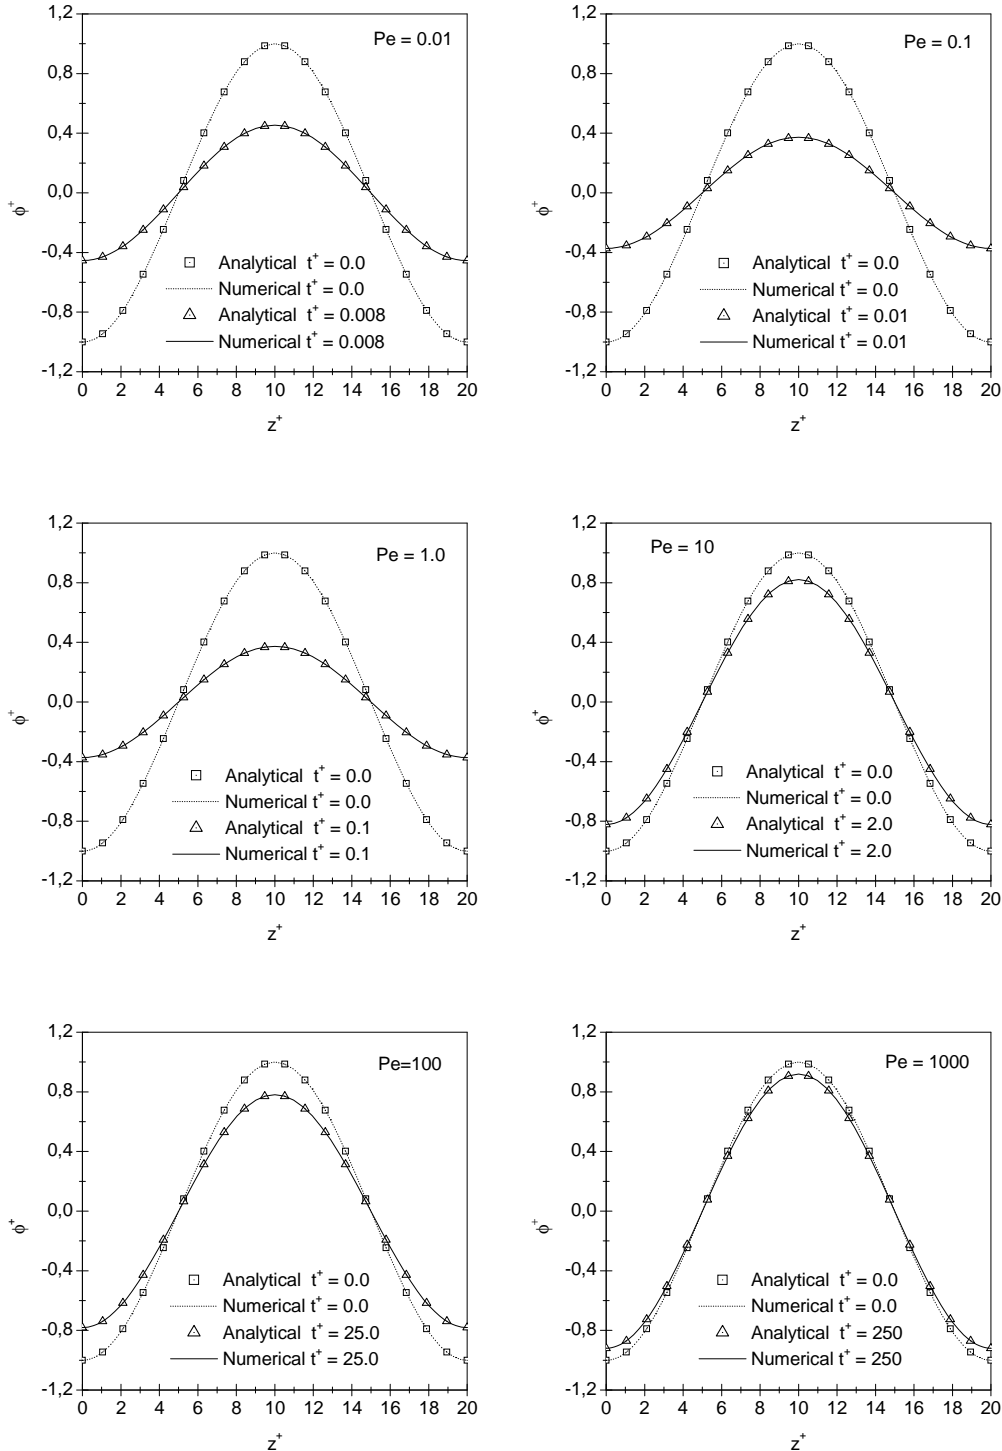 1,2
0,8
0,4
0,0
-0,4
-0,8
-1,2
ϕ⁺
Pe = 0.01
Analytical t⁺ = 0.0
Numerical t⁺ = 0.0
Analytical t⁺ = 0.008
Numerical t⁺ = 0.008
0 2 4 6 8 10 12 14 16 18 20
z⁺
1,2
0,8
0,4
0,0
-0,4
-0,8
-1,2
ϕ⁺
Pe = 0.1
Analytical t⁺ = 0.0
Numerical t⁺ = 0.0
Analytical t⁺ = 0.01
Numerical t⁺ = 0.01
0 2 4 6 8 10 12 14 16 18 20
z⁺
1,2
0,8
0,4
0,0
-0,4
-0,8
-1,2
ϕ⁺
Pe = 1.0
Analytical t⁺ = 0.0
Numerical t⁺ = 0.0
Analytical t⁺ = 0.1
Numerical t⁺ = 0.1
0 2 4 6 8 10 12 14 16 18 20
z⁺
1,2
0,8
0,4
0,0
-0,4
-0,8
-1,2
ϕ⁺
Pe = 10
Analytical t⁺ = 0.0
Numerical t⁺ = 0.0
Analytical t⁺ = 2.0
Numerical t⁺ = 2.0
0 2 4 6 8 10 12 14 16 18 20
z⁺
1,2
0,8
0,4
0,0
-0,4
-0,8
-1,2
ϕ⁺
Pe=100
Analytical t⁺ = 0.0
Numerical t⁺ = 0.0
Analytical t⁺ = 25.0
Numerical t⁺ = 25.0
0 2 4 6 8 10 12 14 16 18 20
z⁺
1,2
0,8
0,4
0,0
-0,4
-0,8
-1,2
ϕ⁺
Pe = 1000
Analytical t⁺ = 0.0
Numerical t⁺ = 0.0
Analytical t⁺ = 250
Numerical t⁺ = 250
0 2 4 6 8 10 12 14 16 18 20
z⁺